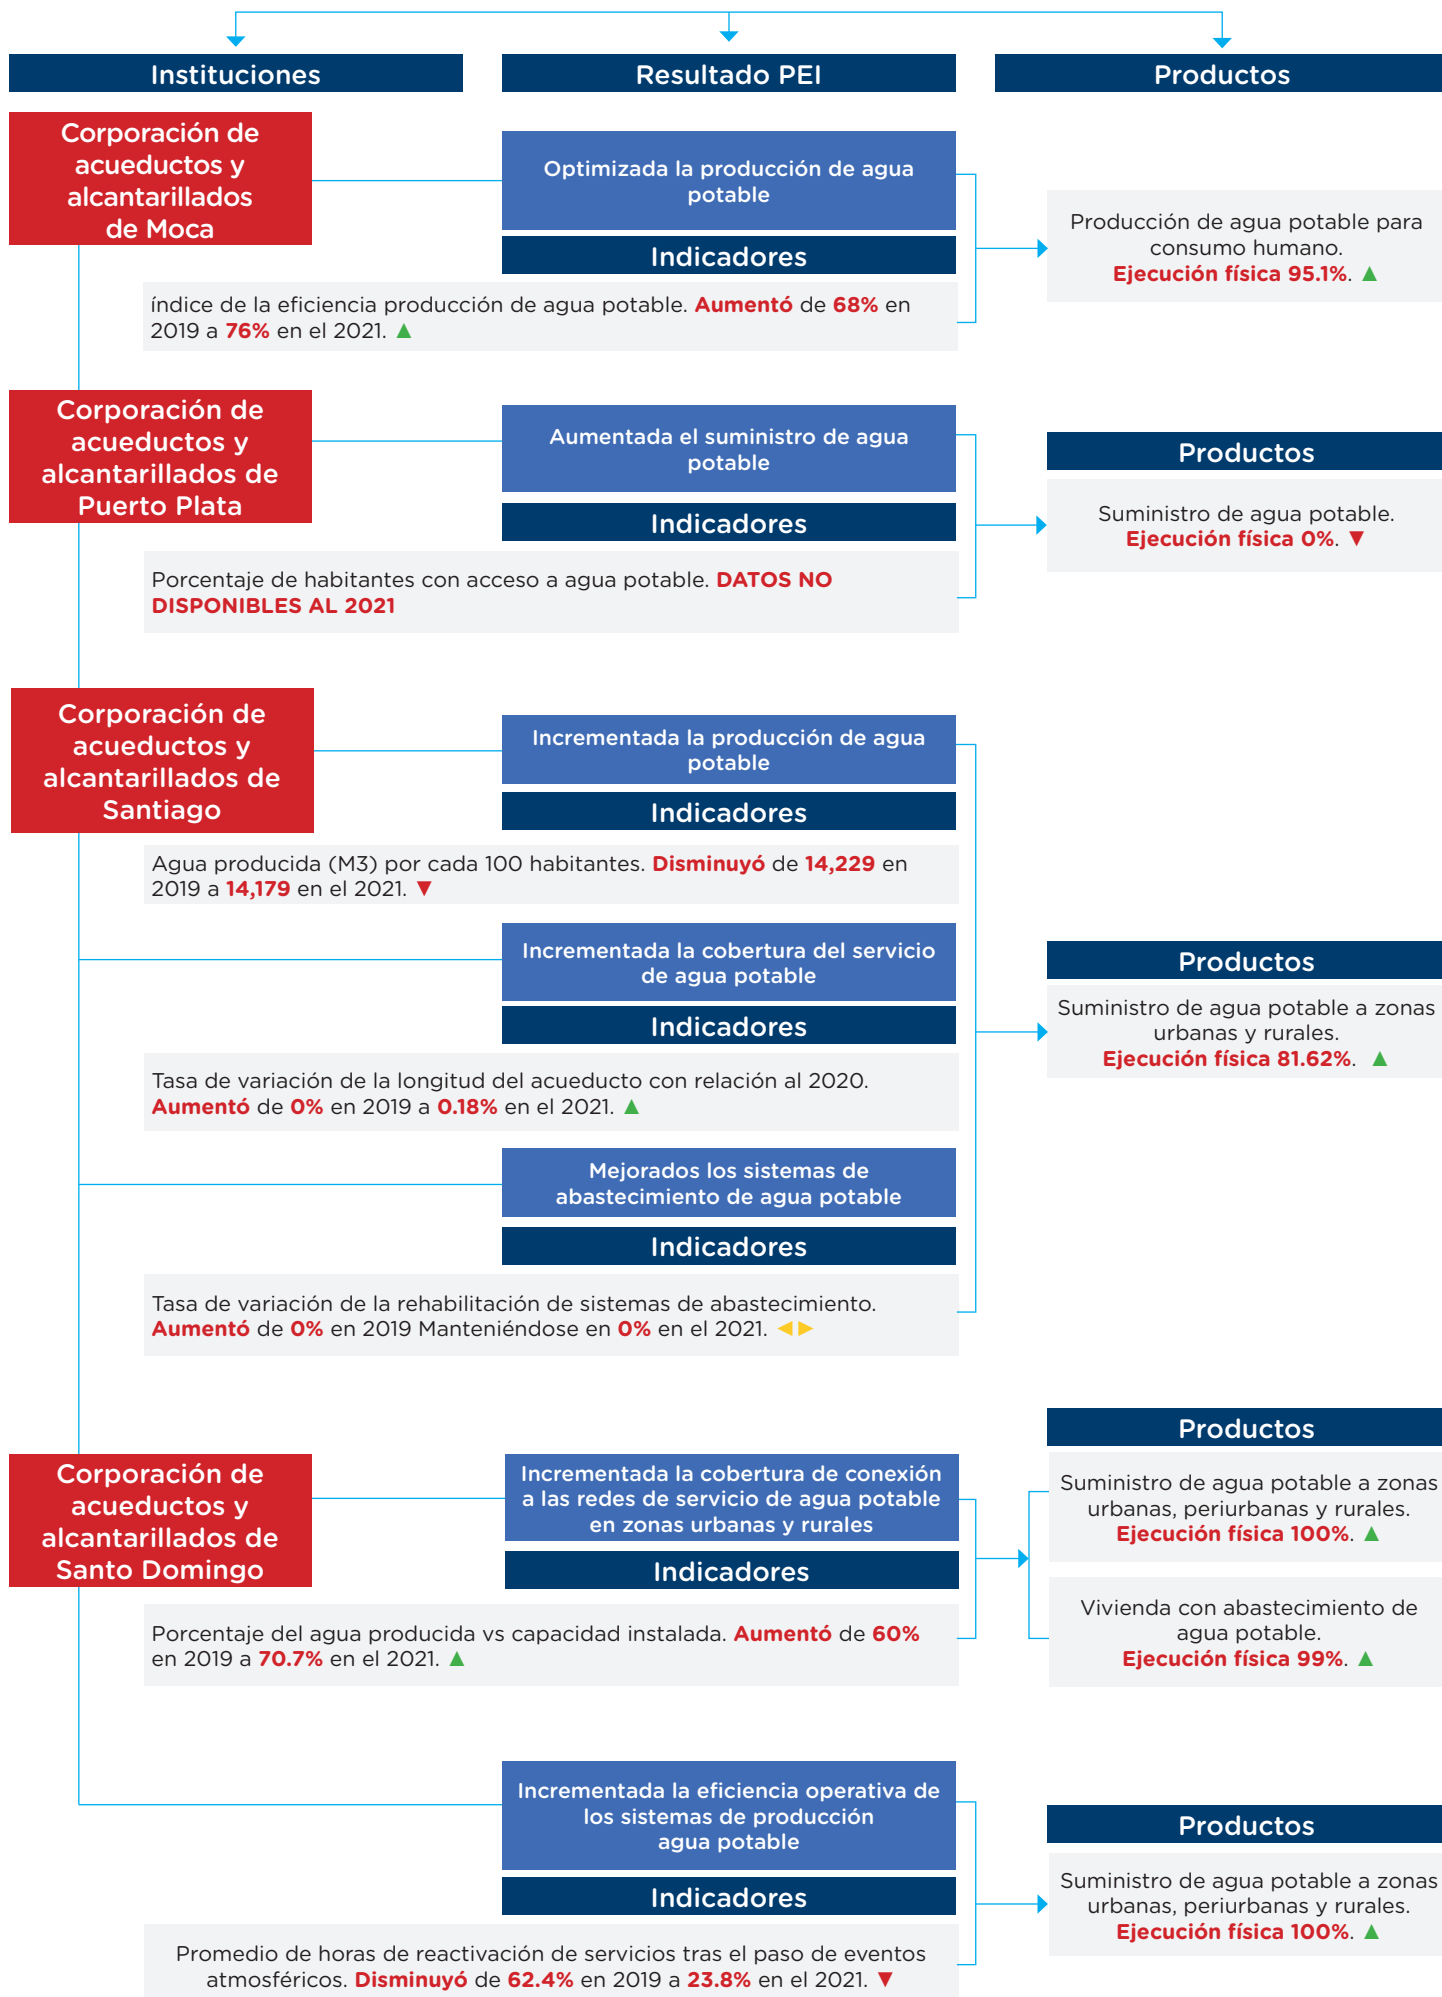 Instituciones
Resultado PEI
Productos
Corporación de
acueductos y
alcantarillados
de Moca
Optimizada la producción de agua
potable
Indicadores
índice de la eficiencia producción de agua potable. Aumentó de 68% en
2019 a 76% en el 2021. ▲
Producción de agua potable para
consumo humano.
Ejecución física 95.1%. ▲
Corporación de
acueductos y
alcantarillados de
Puerto Plata
Aumentada el suministro de agua
potable
Indicadores
Porcentaje de habitantes con acceso a agua potable. DATOS NO
DISPONIBLES AL 2021
Productos
Suministro de agua potable.
Ejecución física 0%. ▼
Corporación de
acueductos y
alcantarillados de
Santiago
Incrementada la producción de agua
potable
Indicadores
Agua producida (M3) por cada 100 habitantes. Disminuyó de 14,229 en
2019 a 14,179 en el 2021. ▼
Incrementada la cobertura del servicio
de agua potable
Indicadores
Tasa de variación de la longitud del acueducto con relación al 2020.
Aumentó de 0% en 2019 a 0.18% en el 2021. ▲
Mejorados los sistemas de
abastecimiento de agua potable
Indicadores
Tasa de variación de la rehabilitación de sistemas de abastecimiento.
Aumentó de 0% en 2019 Manteniéndose en 0% en el 2021. ◄►
Productos
Suministro de agua potable a zonas
urbanas y rurales.
Ejecución física 81.62%. ▲
Corporación de
acueductos y
alcantarillados de
Santo Domingo
Incrementada la cobertura de conexión
a las redes de servicio de agua potable
en zonas urbanas y rurales
Indicadores
Porcentaje del agua producida vs capacidad instalada. Aumentó de 60%
en 2019 a 70.7% en el 2021. ▲
Productos
Suministro de agua potable a zonas
urbanas, periurbanas y rurales.
Ejecución física 100%. ▲
Vivienda con abastecimiento de
agua potable.
Ejecución física 99%. ▲
Incrementada la eficiencia operativa de
los sistemas de producción
agua potable
Indicadores
Promedio de horas de reactivación de servicios tras el paso de eventos
atmosféricos. Disminuyó de 62.4% en 2019 a 23.8% en el 2021. ▼
Productos
Suministro de agua potable a zonas
urbanas, periurbanas y rurales.
Ejecución física 100%. ▲